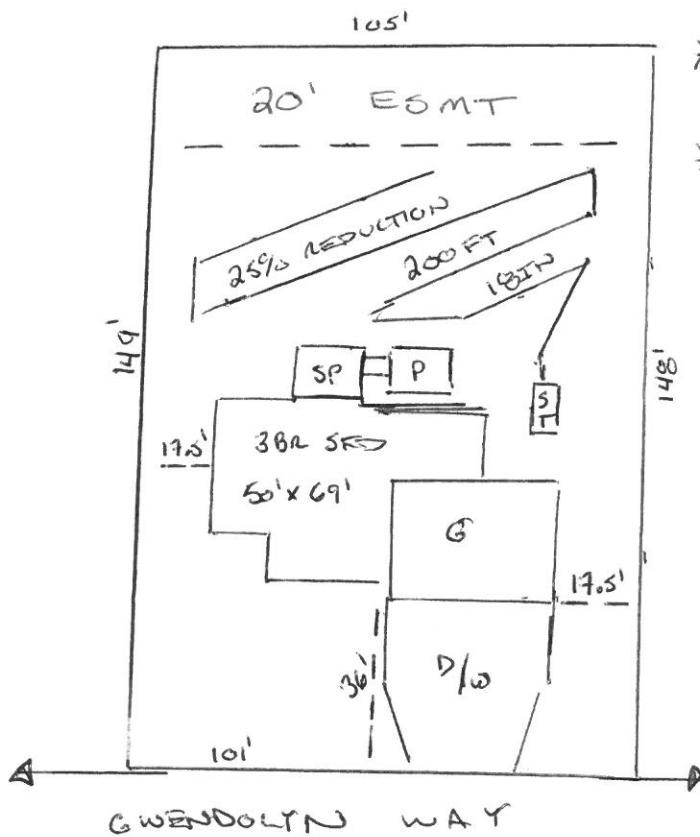 105'
20' ESMT
25% REDUCTION
200 FT
18IN
149'
148'
SP
P
ST
3BR SFD
17.5'
50' x 69'
G
17.5'
36'
D/W
101'
GWENDOLYN WAY